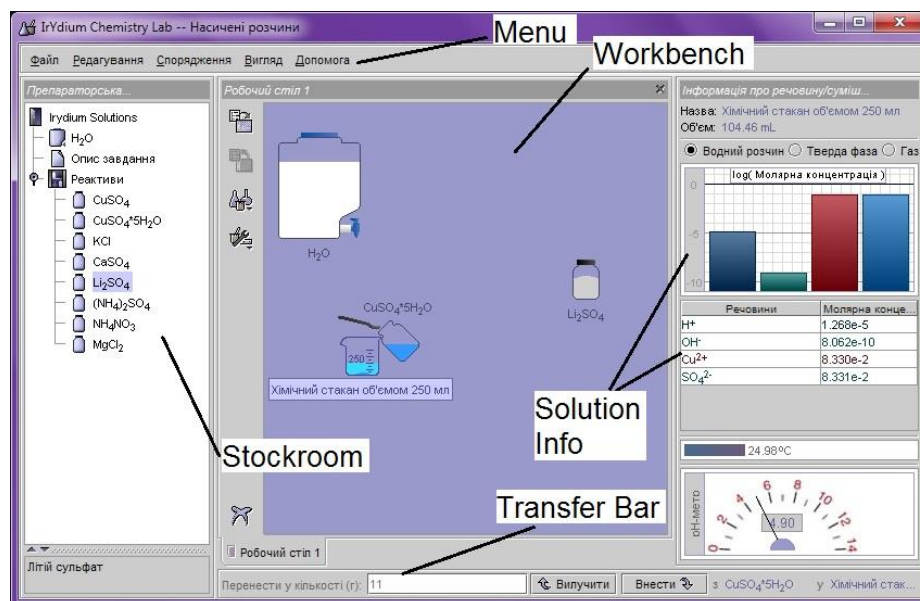 IrYdium Chemistry Lab -- Насичені розчини
Menu
Файл Редагування Спорядження Вигляд Допомога
Workbench
Препараторська...
Irydium Solutions
H₂O
Опис завдання
Реактиви
CuSO₄
CuSO₄*5H₂O
KCl
CaSO₄
Li₂SO₄
(NH₄)₂SO₄
NH₄NO₃
MgCl₂
Stockroom
Літій сульфат
Робочий стіл 1
H₂O
Li₂SO₄
CuSO₄*5H₂O
250
Хімічний стакан об'ємом 250 мл
Робочий стіл 1
Transfer Bar
Перенести у кількості (г): 11 Вилучити Внести з CuSO₄*5H₂O у Хімічний стак...
Інформація про речовину/суміш...
Назва: Хімічний стакан об'ємом 250 мл
Об'єм: 104.46 mL
Водний розчин Тверда фаза Газ
log( Молярна концентрація )
0
-5
-10
Речовини Молярна конце...
H⁺ 1.268e-5
OH⁻ 8.062e-10
Cu²⁺ 8.330e-2
SO₄²⁻ 8.331e-2
Solution
Info
24.98ºC
pH-метр
0 2 4 6 8 10 12 14
4.90